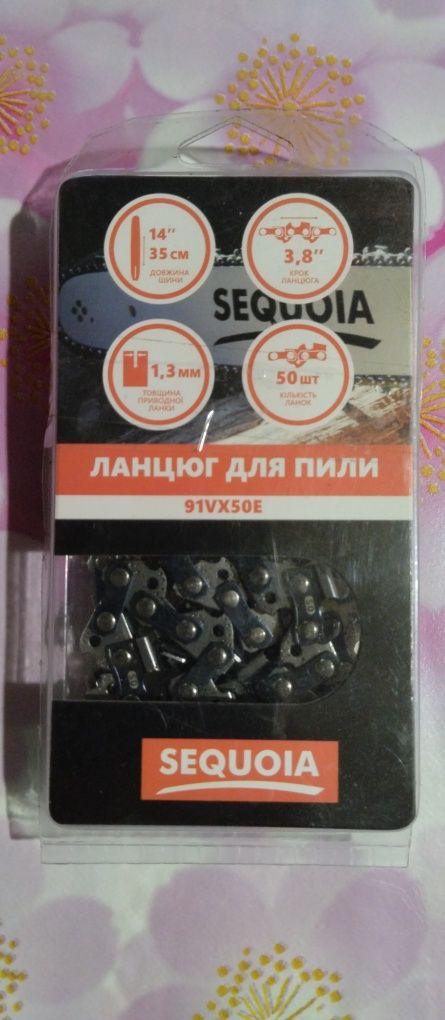 14’’
35 см
ДОВЖИНА
ШИНИ
3,8’’
КРОК
ЛАНЦЮГА
SEQUOIA
1,3 мм
ТОВЩИНА
ПРИВОДНОЇ
ЛАНКИ
50 шт
КІЛЬКІСТЬ
ЛАНОК
ЛАНЦЮГ ДЛЯ ПИЛИ
91VX50E
SEQUOIA